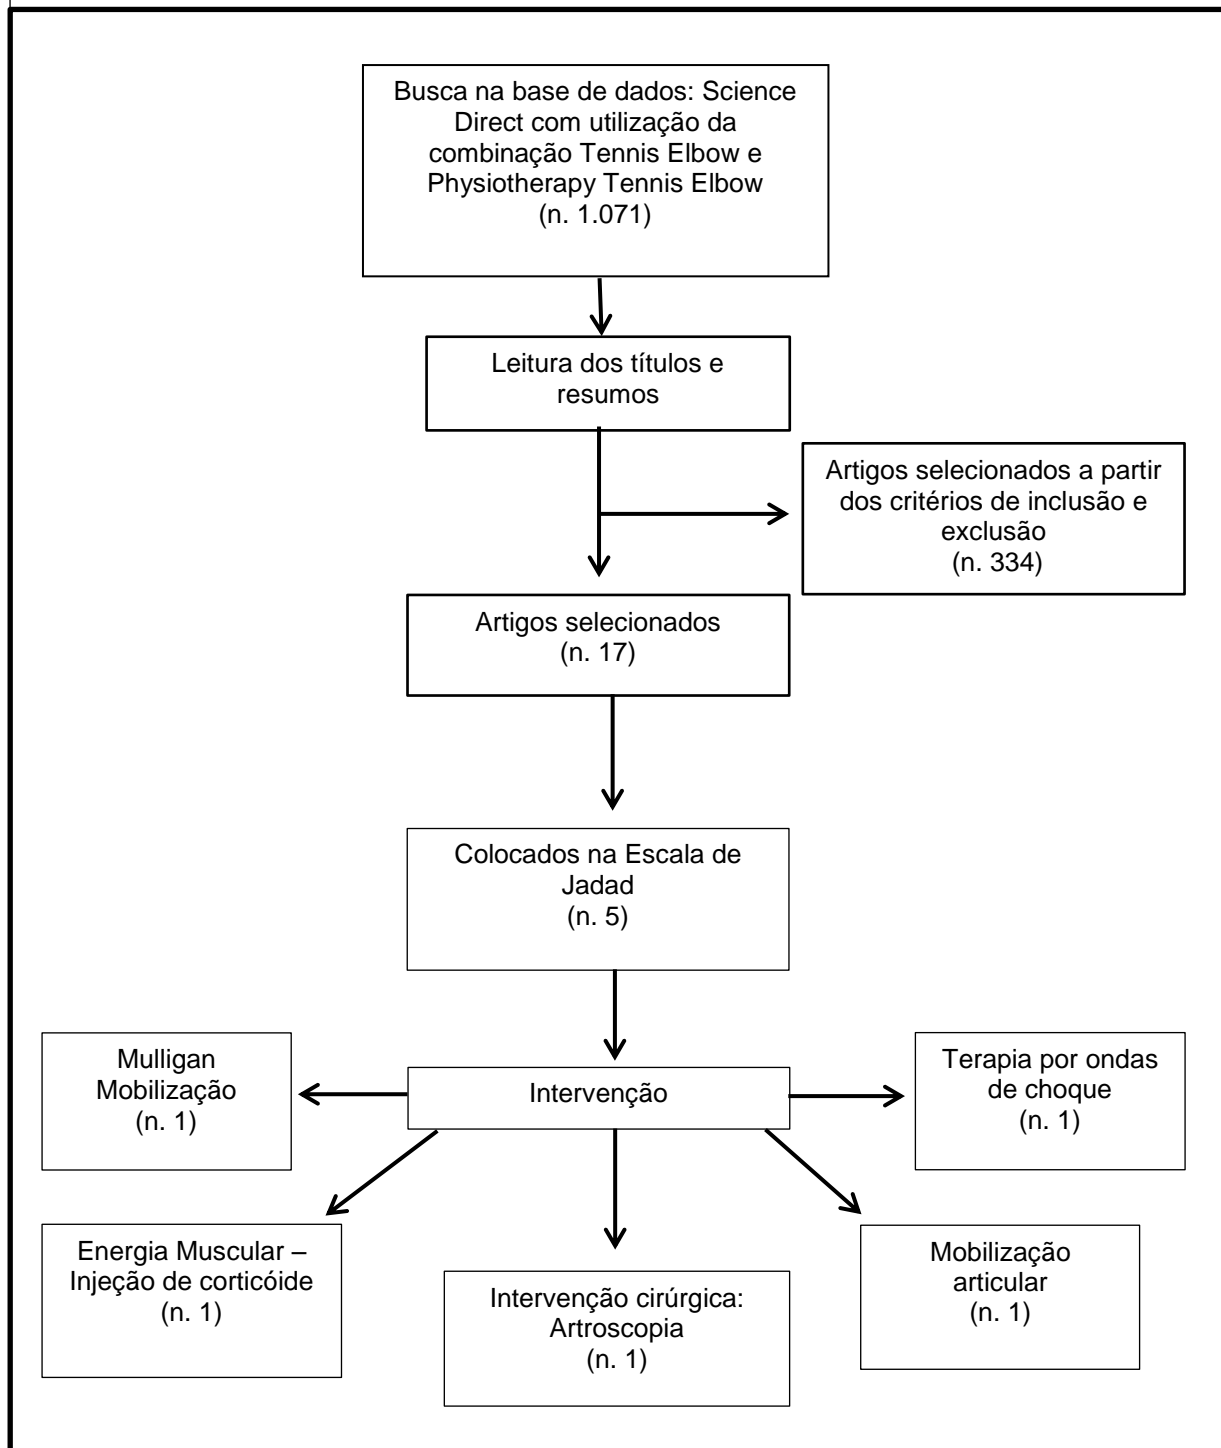 Busca na base de dados: Science
Direct com utilização da
combinação Tennis Elbow e
Physiotherapy Tennis Elbow
(n. 1.071)
Leitura dos títulos e
resumos
Artigos selecionados a partir
dos critérios de inclusão e
exclusão
(n. 334)
Artigos selecionados
(n. 17)
Colocados na Escala de
Jadad
(n. 5)
Mulligan
Mobilização
(n. 1)
Intervenção
Terapia por ondas
de choque
(n. 1)
Energia Muscular –
Injeção de corticóide
(n. 1)
Intervenção cirúrgica:
Artroscopia
(n. 1)
Mobilização
articular
(n. 1)